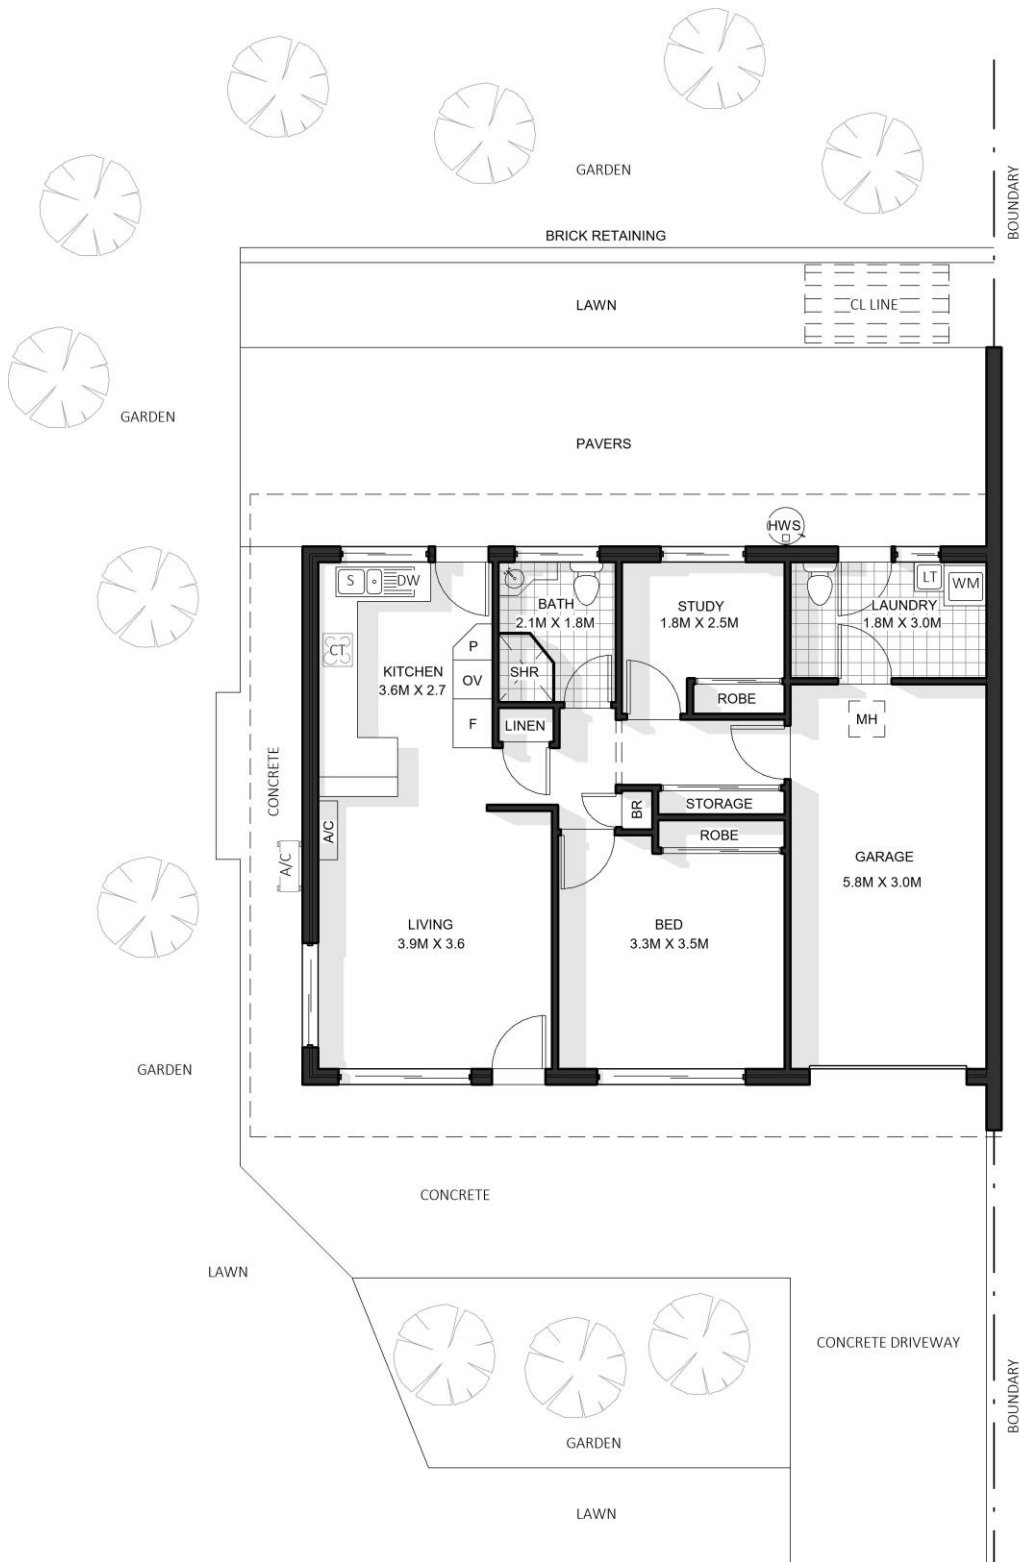 GARDEN
BOUNDARY
BRICK RETAINING
LAWN
CL LINE
GARDEN
PAVERS
HWS
S
DW
BATH
2.1M X 1.8M
STUDY
1.8M X 2.5M
LAUNDRY
1.8M X 3.0M
LT
WM
CT
KITCHEN
3.6M X 2.7
P
OV
F
SHR
LINEN
ROBE
MH
CONCRETE
A/C
A/C
BR
STORAGE
ROBE
GARAGE
5.8M X 3.0M
LIVING
3.9M X 3.6
BED
3.3M X 3.5M
GARDEN
CONCRETE
LAWN
CONCRETE DRIVEWAY
BOUNDARY
GARDEN
LAWN